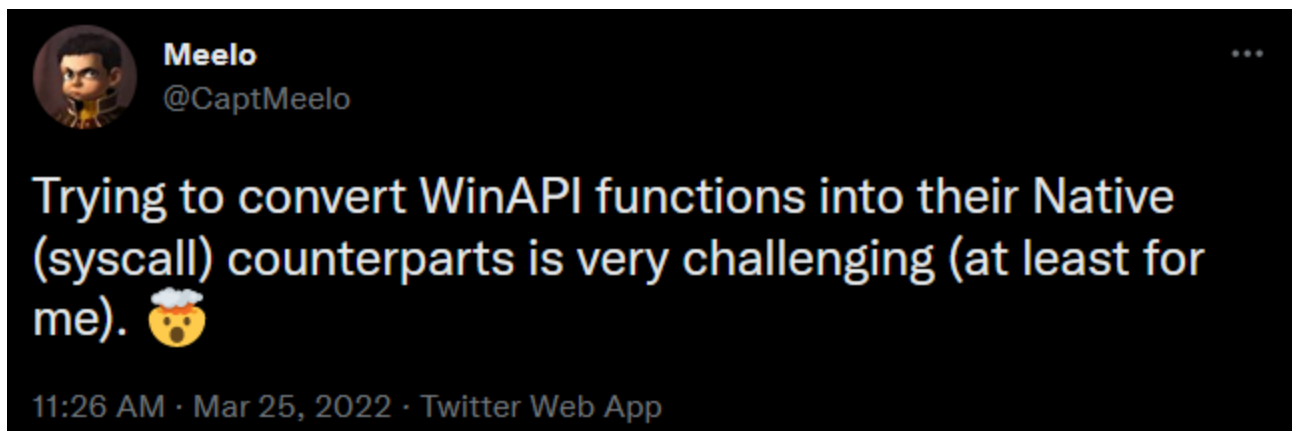 Meelo
@CaptMeelo
Trying to convert WinAPI functions into their Native
(syscall) counterparts is very challenging (at least for
me). 🤯
11:26 AM · Mar 25, 2022 · Twitter Web App